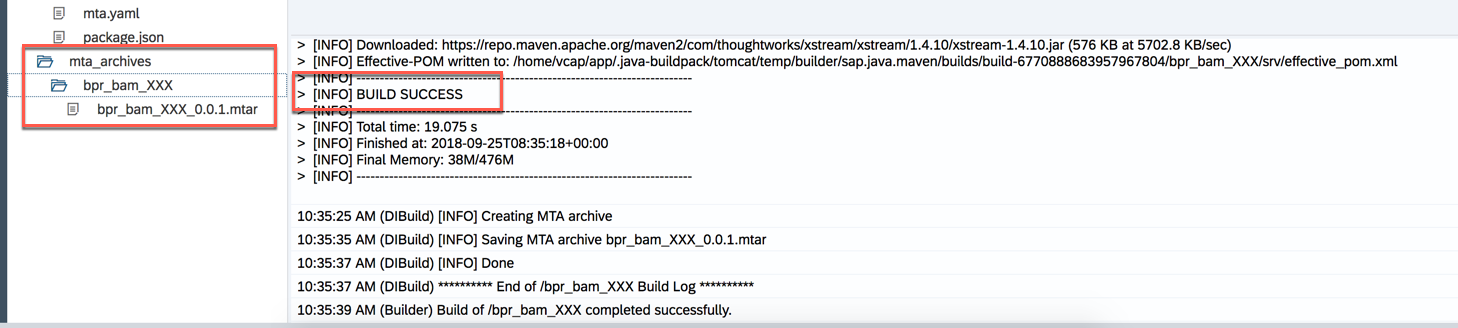 mta.yaml
package.json
mta_archives
bpr_bam_XXX
bpr_bam_XXX_0.0.1.mtar
> [INFO] Downloaded: https://repo.maven.apache.org/maven2/com/thoughtworks/xstream/xstream/1.4.10/xstream-1.4.10.jar (576 KB at 5702.8 KB/sec)
> [INFO] Effective-POM written to: /home/vcap/app/.java-buildpack/tomcat/temp/builder/sap.java.maven/builds/build-6770888683957967804/bpr_bam_XXX/srv/effective_pom.xml
> [INFO] ------------------------------------------------------------------------
> [INFO] BUILD SUCCESS
> [INFO] ------------------------------------------------------------------------
> [INFO] Total time: 19.075 s
> [INFO] Finished at: 2018-09-25T08:35:18+00:00
> [INFO] Final Memory: 38M/476M
> [INFO] ------------------------------------------------------------------------
10:35:25 AM (DIBuild) [INFO] Creating MTA archive
10:35:35 AM (DIBuild) [INFO] Saving MTA archive bpr_bam_XXX_0.0.1.mtar
10:35:37 AM (DIBuild) [INFO] Done
10:35:37 AM (DIBuild) ********** End of /bpr_bam_XXX Build Log **********
10:35:39 AM (Builder) Build of /bpr_bam_XXX completed successfully.